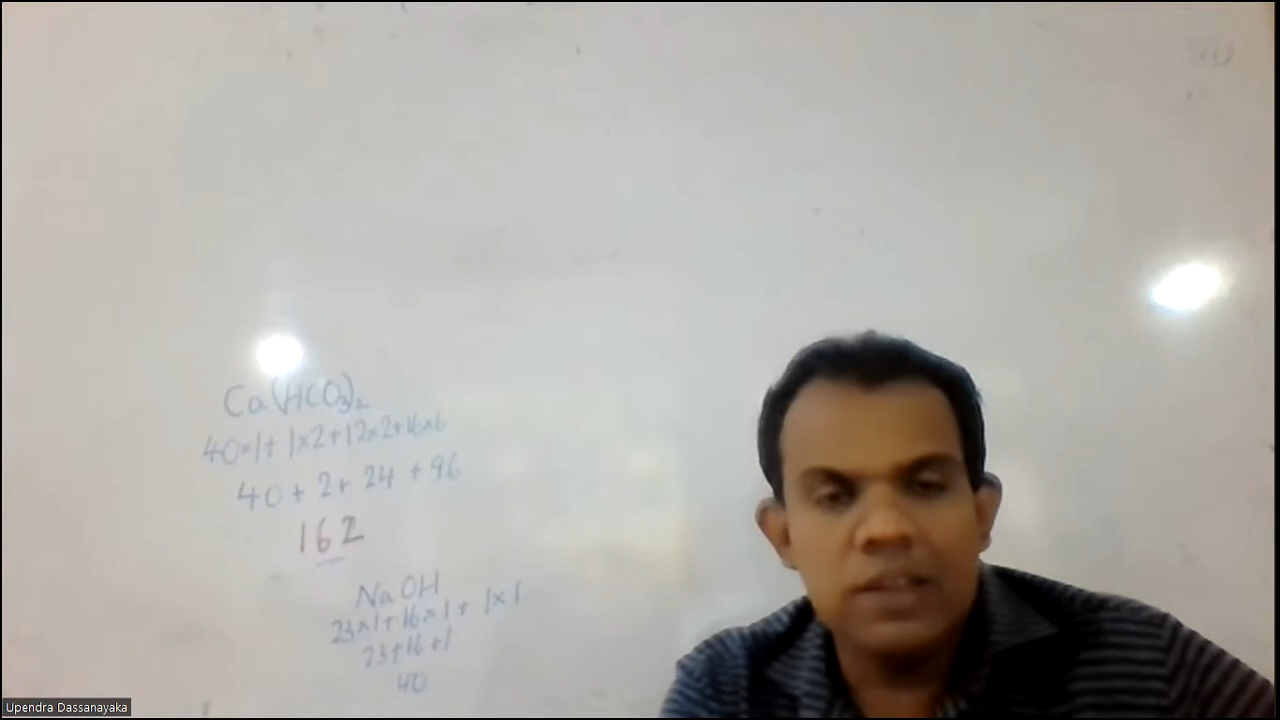 Ca(HCO₃)₂
40×1+ 1×2+12×2+16×6
40 + 2+ 24 + 96
162
NaOH
23×1+16×1+ 1×1
23+16+1
40
Upendra Dassanayaka